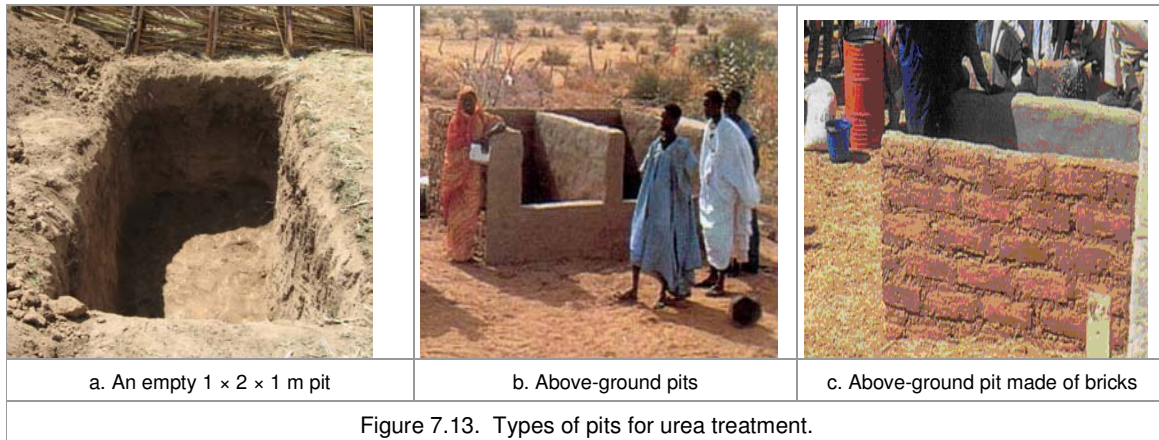 a. An empty 1 × 2 × 1 m pit
b. Above-ground pits
c. Above-ground pit made of bricks
Figure 7.13. Types of pits for urea treatment.